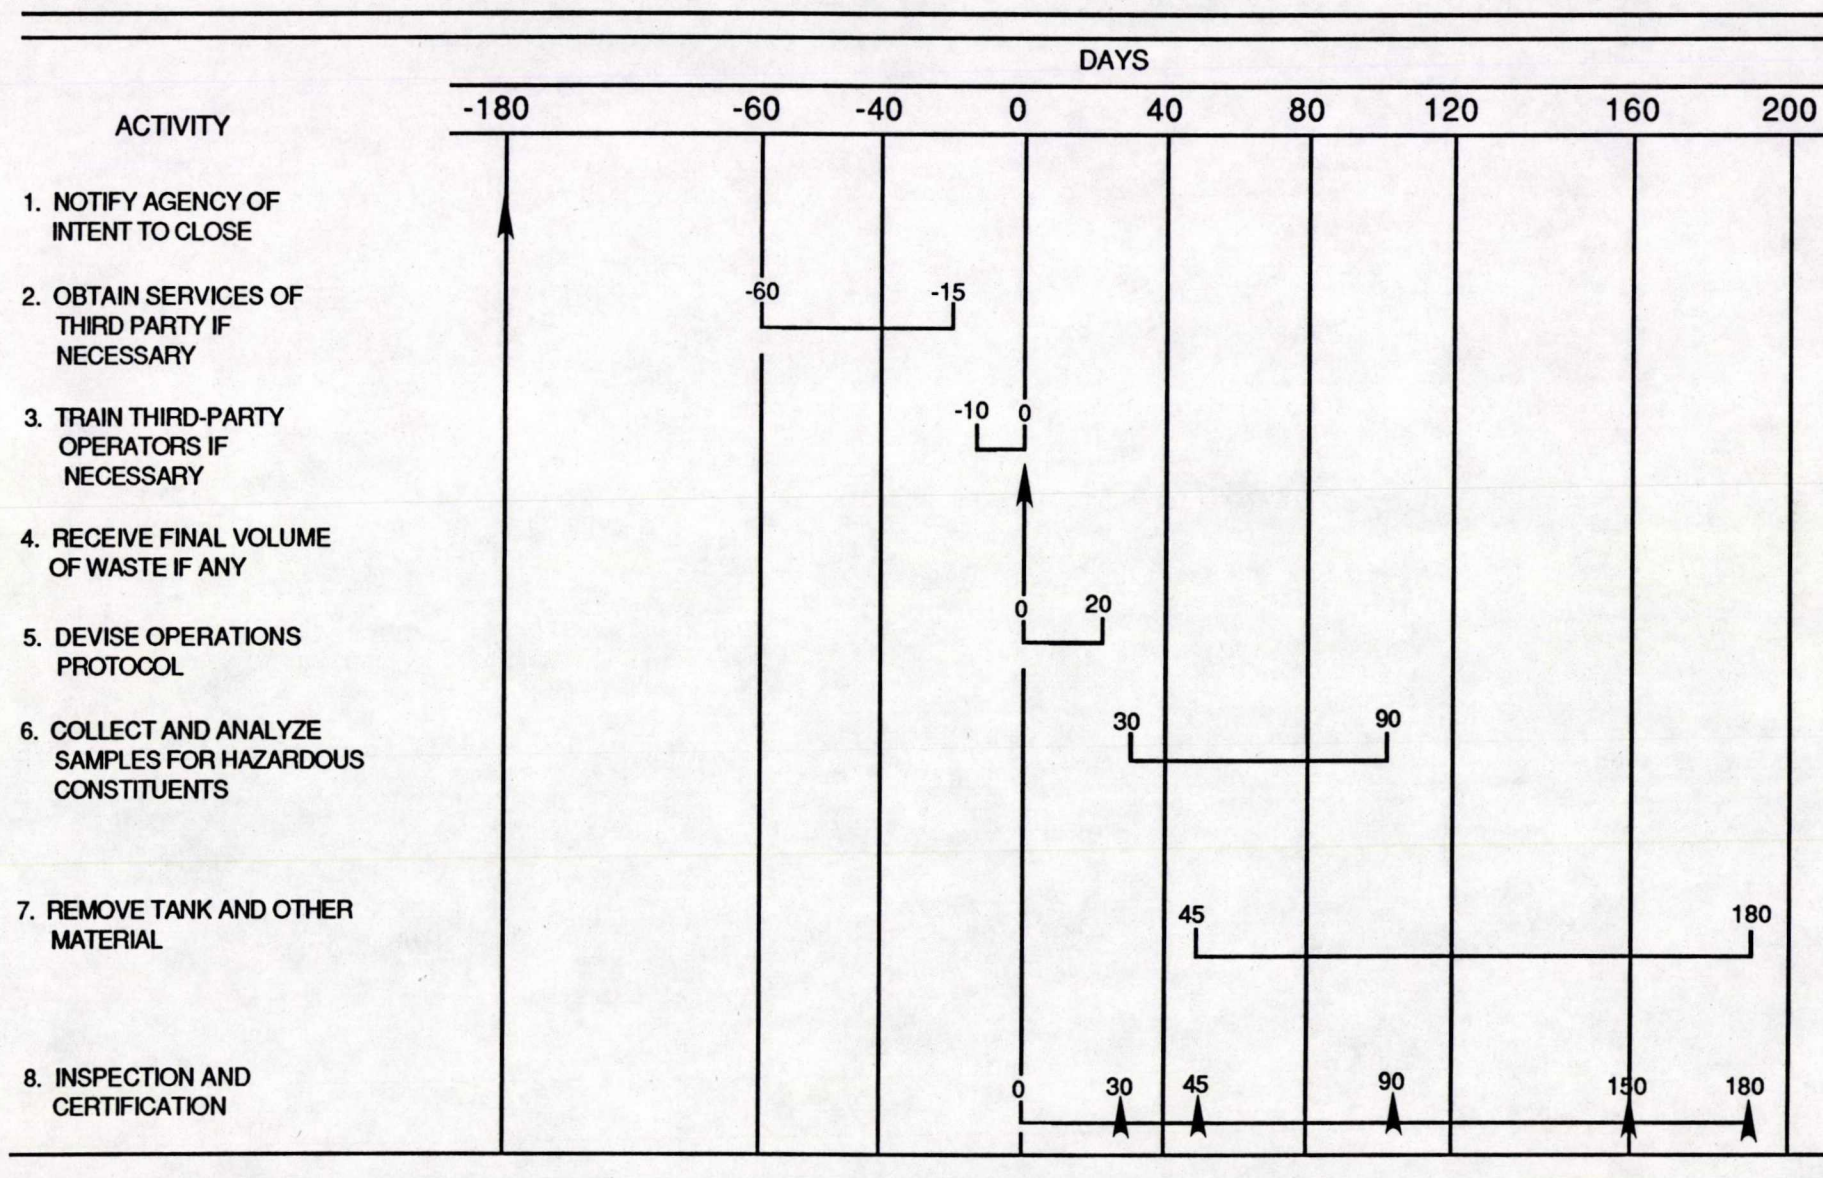 DAYS
ACTIVITY
-180 -60 -40 0 40 80 120 160 200
1. NOTIFY AGENCY OF
INTENT TO CLOSE
2. OBTAIN SERVICES OF
THIRD PARTY IF
NECESSARY
-60 -15
3. TRAIN THIRD-PARTY
OPERATORS IF
NECESSARY
-10 0
4. RECEIVE FINAL VOLUME
OF WASTE IF ANY
5. DEVISE OPERATIONS
PROTOCOL
0 20
6. COLLECT AND ANALYZE
SAMPLES FOR HAZARDOUS
CONSTITUENTS
30 90
7. REMOVE TANK AND OTHER
MATERIAL
45 180
8. INSPECTION AND
CERTIFICATION
0 30 45 90 150 180